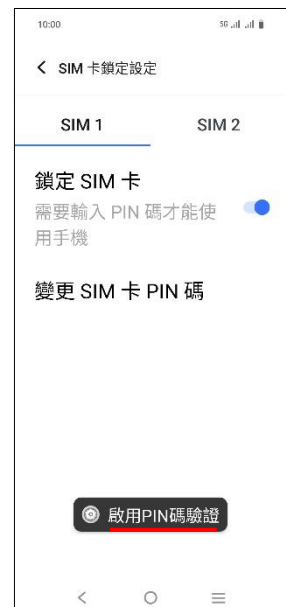 10:00 5G
SIM 卡鎖定設定
SIM 1 SIM 2
鎖定 SIM 卡
需要輸入 PIN 碼才能使
用手機
變更 SIM 卡 PIN 碼
啟用PIN碼驗證